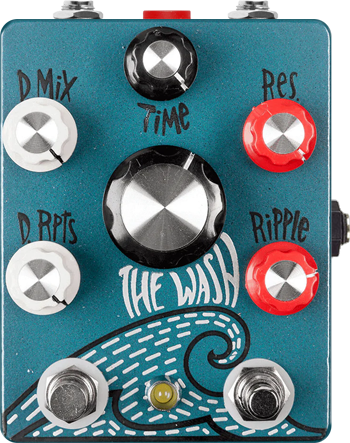 D MiX
TiMe
Res.
D RPTS
RiPPle
THE WASH